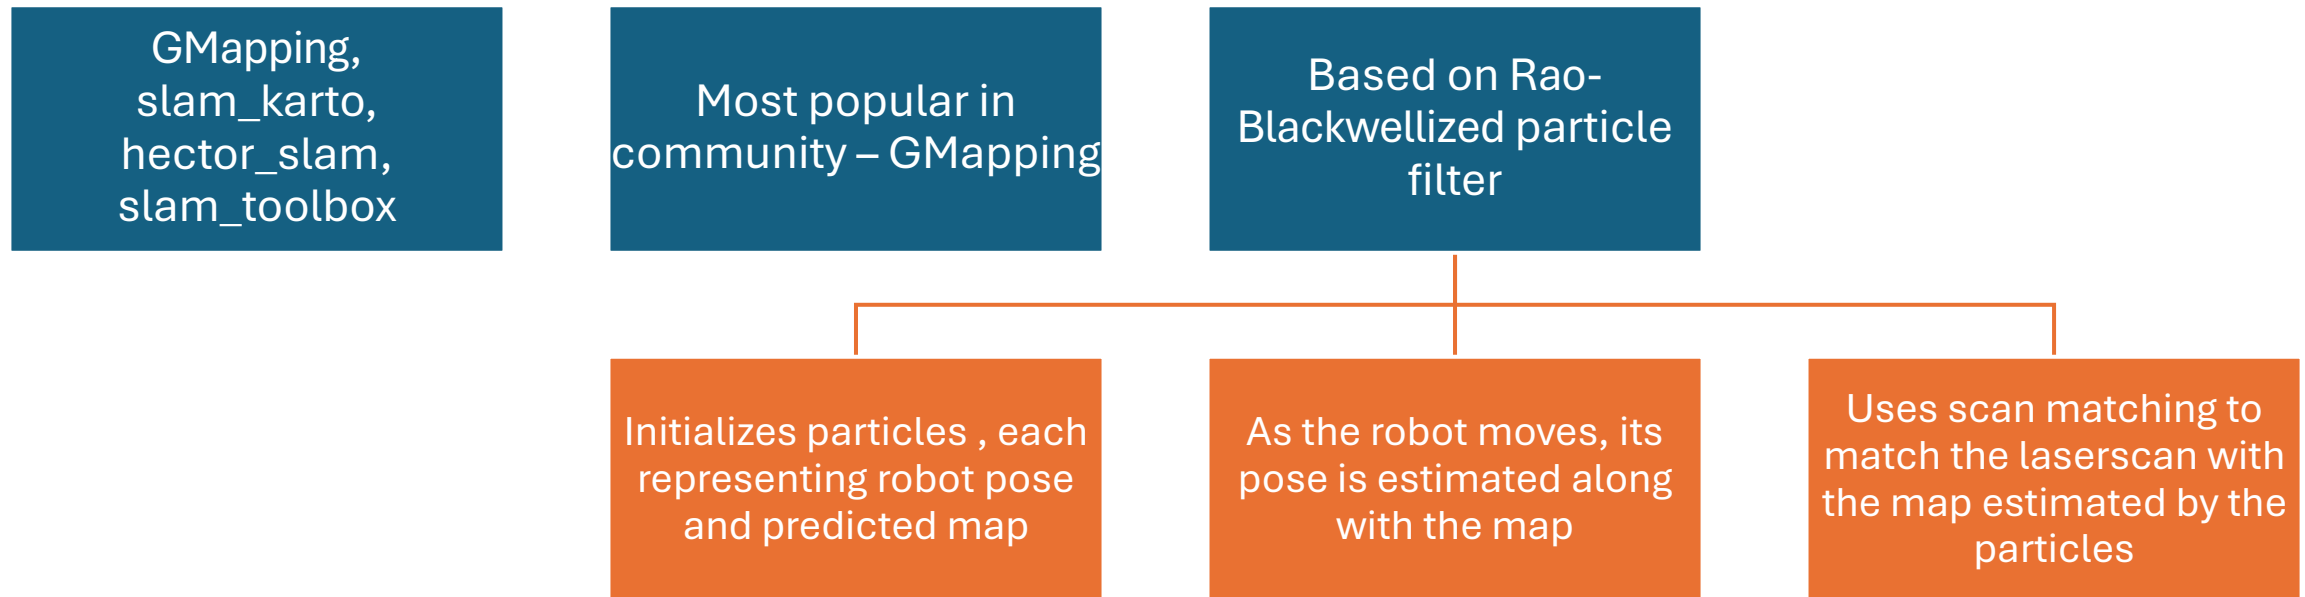 GMapping,
slam_karto,
hector_slam,
slam_toolbox
Most popular in
community – GMapping
Based on Rao-
Blackwellized particle
filter
Initializes particles , each
representing robot pose
and predicted map
As the robot moves, its
pose is estimated along
with the map
Uses scan matching to
match the laserscan with
the map estimated by the
particles